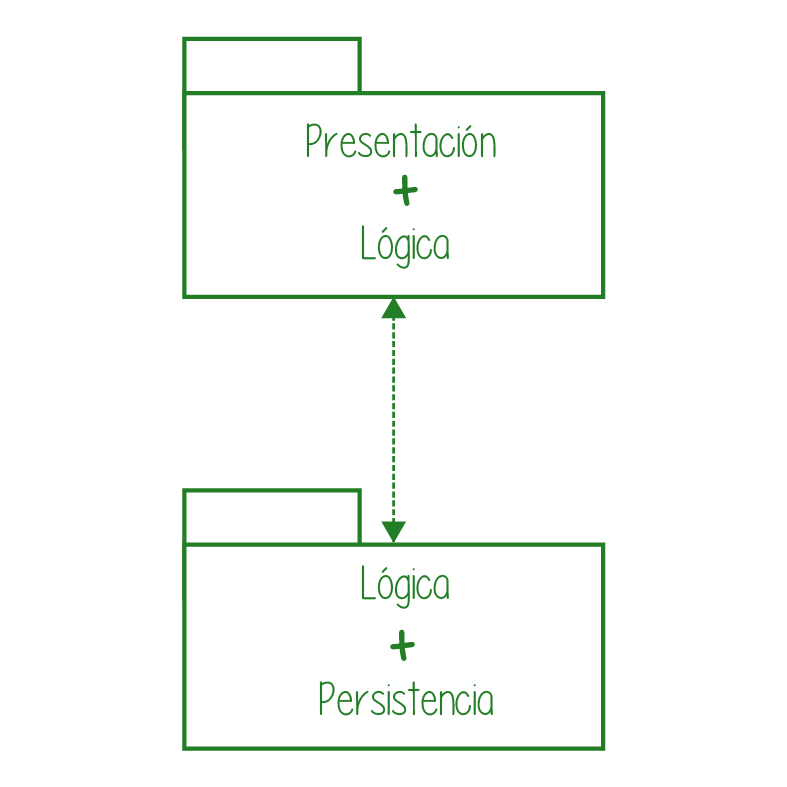 Presentación
+
Lógica
Lógica
+
Persistencia